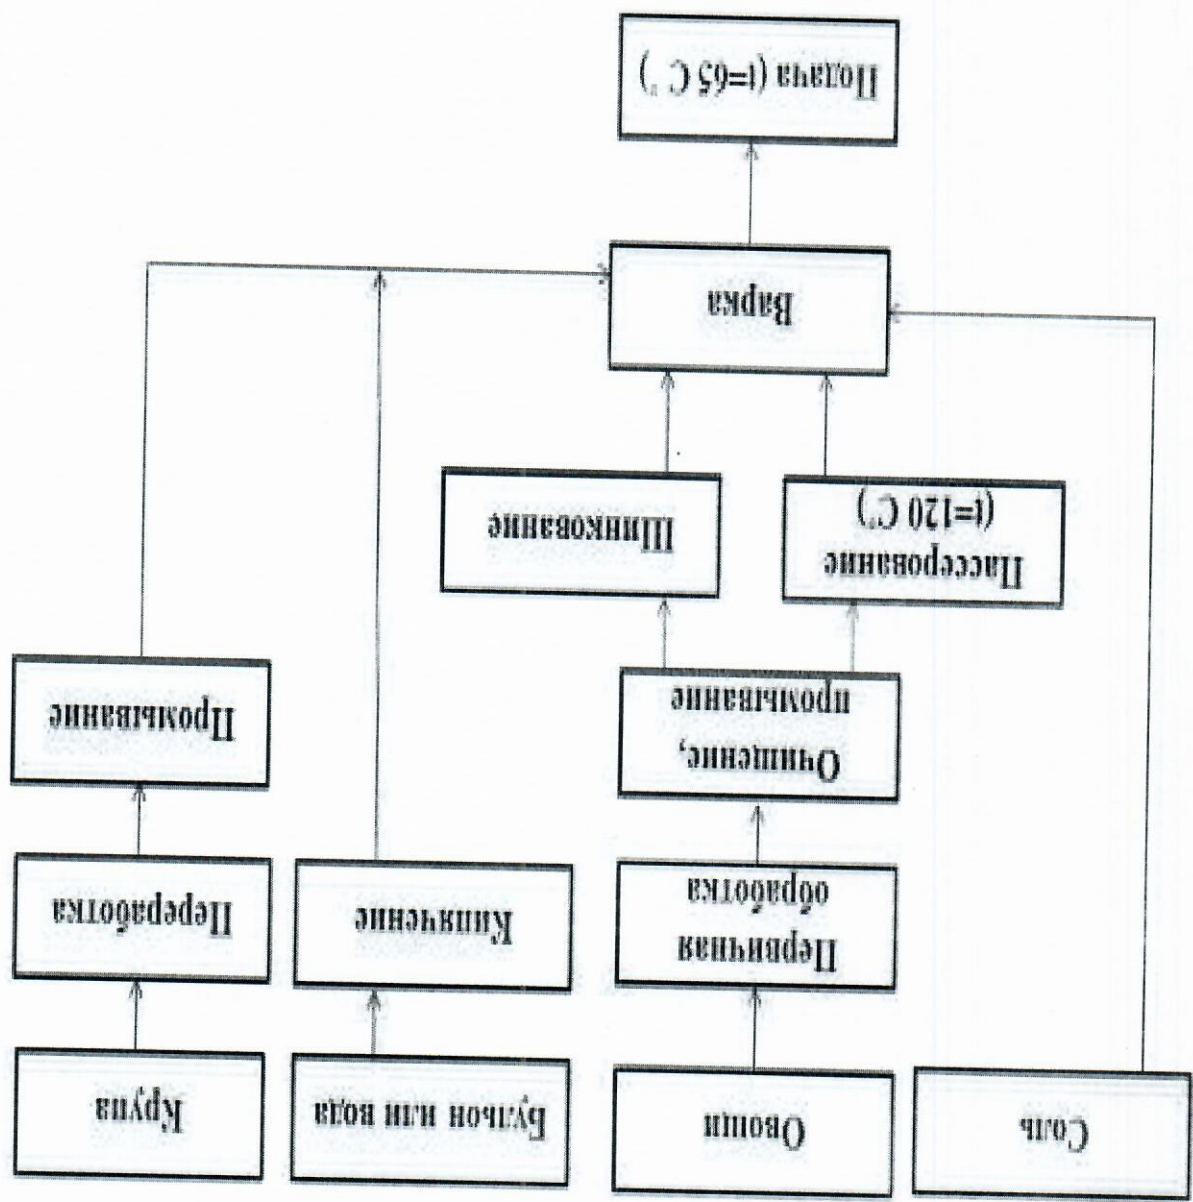 Соль
Овощи
Бульон или вода
Крупа
Первичная
обработка
Кипячение
Переработка
Очищение,
промывание
Промывание
Пассерование
(t=120 C°)
Шинкование
Варка
Подача (t=65 C °)